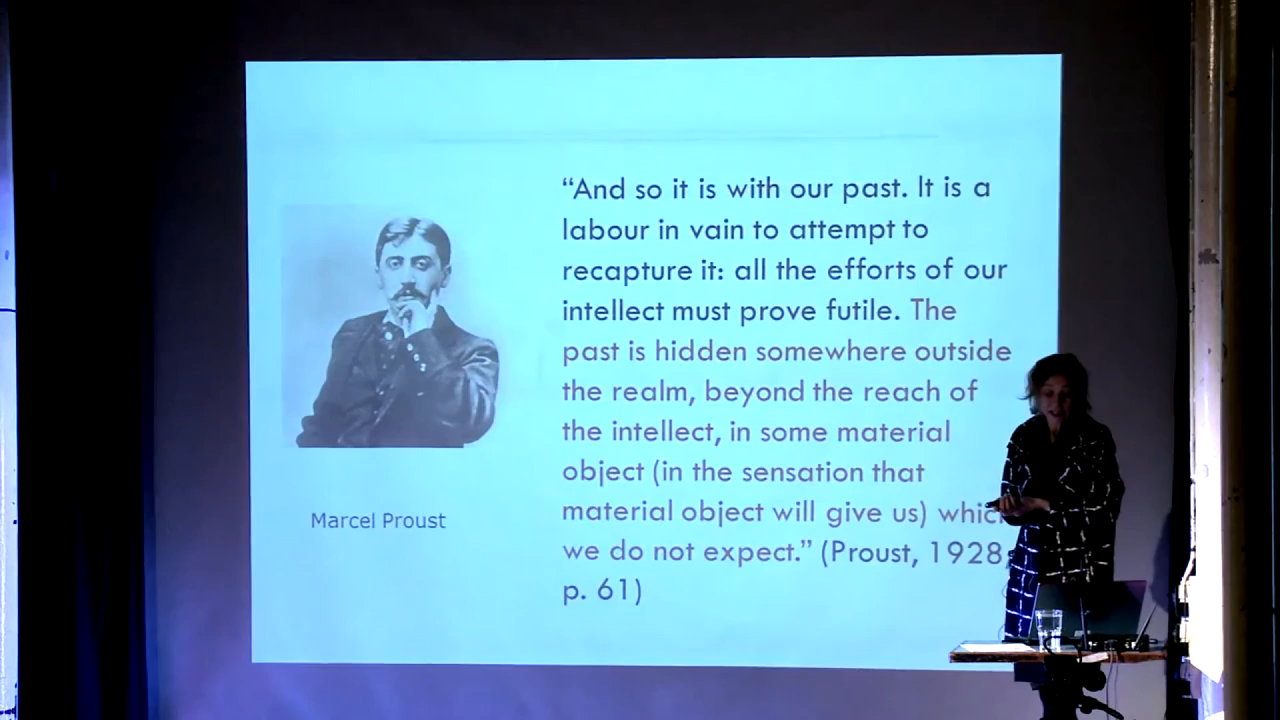 “And so it is with our past. It is a
labour in vain to attempt to
recapture it: all the efforts of our
intellect must prove futile. The
past is hidden somewhere outside
the realm, beyond the reach of
the intellect, in some material
object (in the sensation that
material object will give us)
we do not expect.” (Proust, 1928,
p. 61)
Marcel Proust